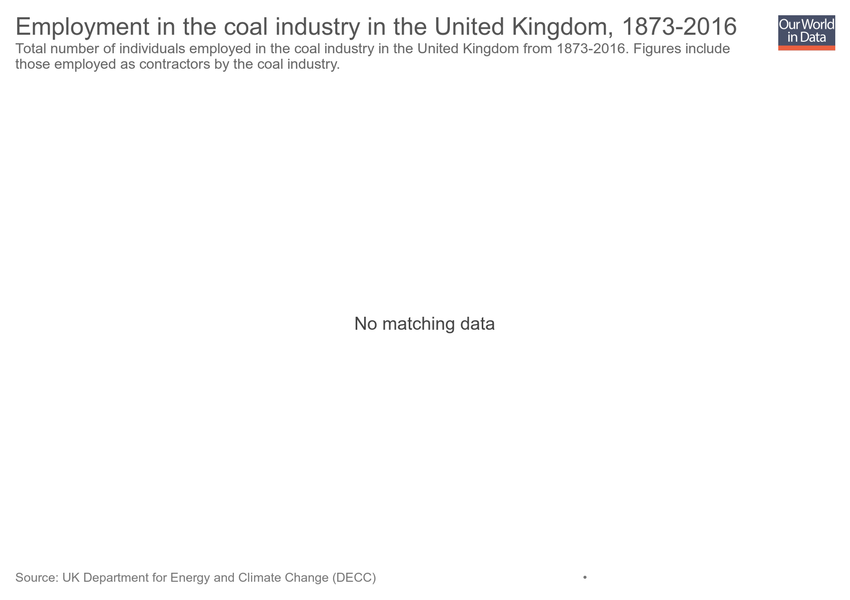 Employment in the coal industry in the United Kingdom, 1873-2016
Our World
in Data
Total number of individuals employed in the coal industry in the United Kingdom from 1873-2016. Figures include
those employed as contractors by the coal industry.
No matching data
Source: UK Department for Energy and Climate Change (DECC)
•